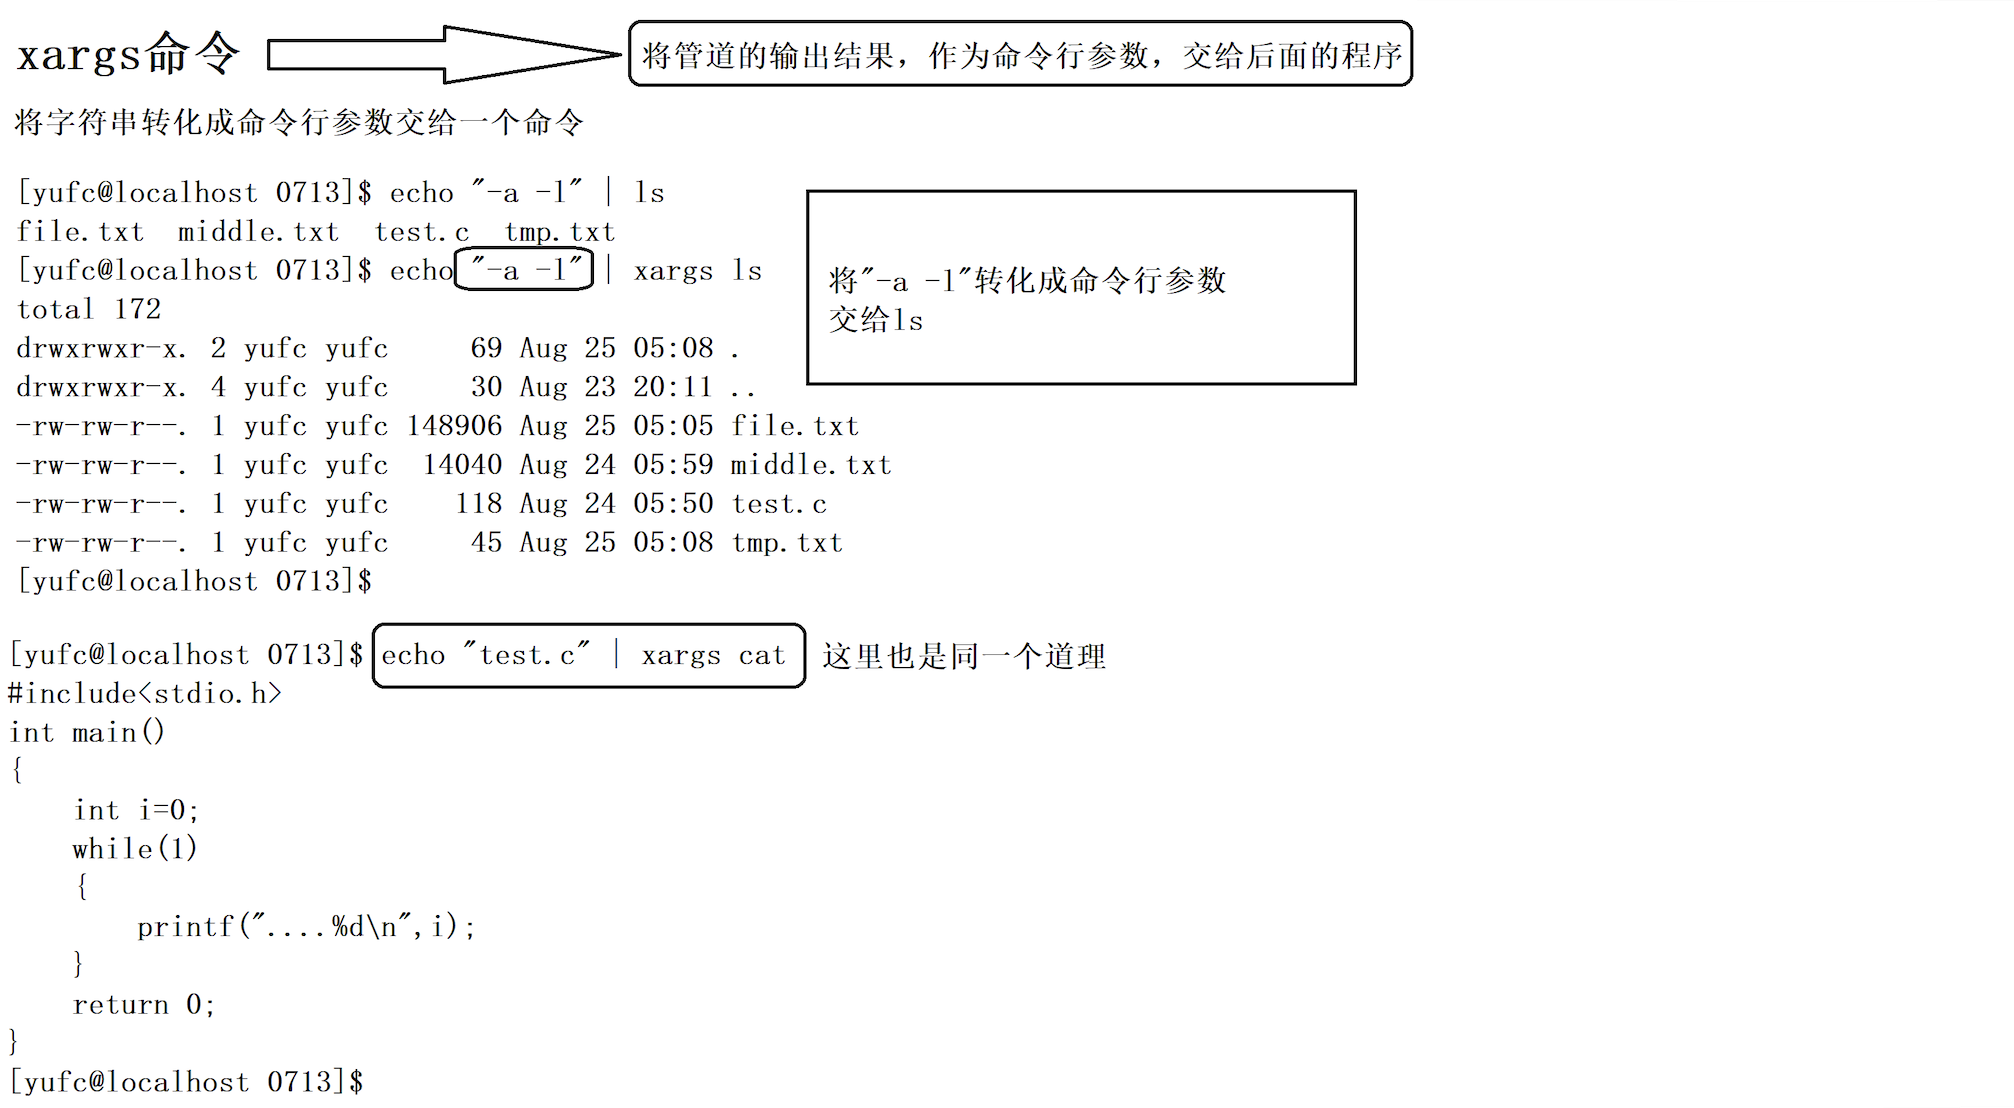 xargs命令
将管道的输出结果，作为命令行参数，交给后面的程序
将字符串转化成命令行参数交给一个命令
[yufc@localhost 0713]$ echo "-a -l" | ls
file.txt  middle.txt  test.c  tmp.txt
[yufc@localhost 0713]$ echo "-a -l" | xargs ls
total 172
drwxrwxr-x. 2 yufc yufc     69 Aug 25 05:08 .
drwxrwxr-x. 4 yufc yufc     30 Aug 23 20:11 ..
-rw-rw-r--. 1 yufc yufc 148906 Aug 25 05:05 file.txt
-rw-rw-r--. 1 yufc yufc  14040 Aug 24 05:59 middle.txt
-rw-rw-r--. 1 yufc yufc    118 Aug 24 05:50 test.c
-rw-rw-r--. 1 yufc yufc     45 Aug 25 05:08 tmp.txt
[yufc@localhost 0713]$
将"-a -l"转化成命令行参数
交给ls
[yufc@localhost 0713]$ echo "test.c" | xargs cat 这里也是同一个道理
#include<stdio.h>
int main()
{
    int i=0;
    while(1)
    {
        printf("....%d\n",i);
    }
    return 0;
}
[yufc@localhost 0713]$